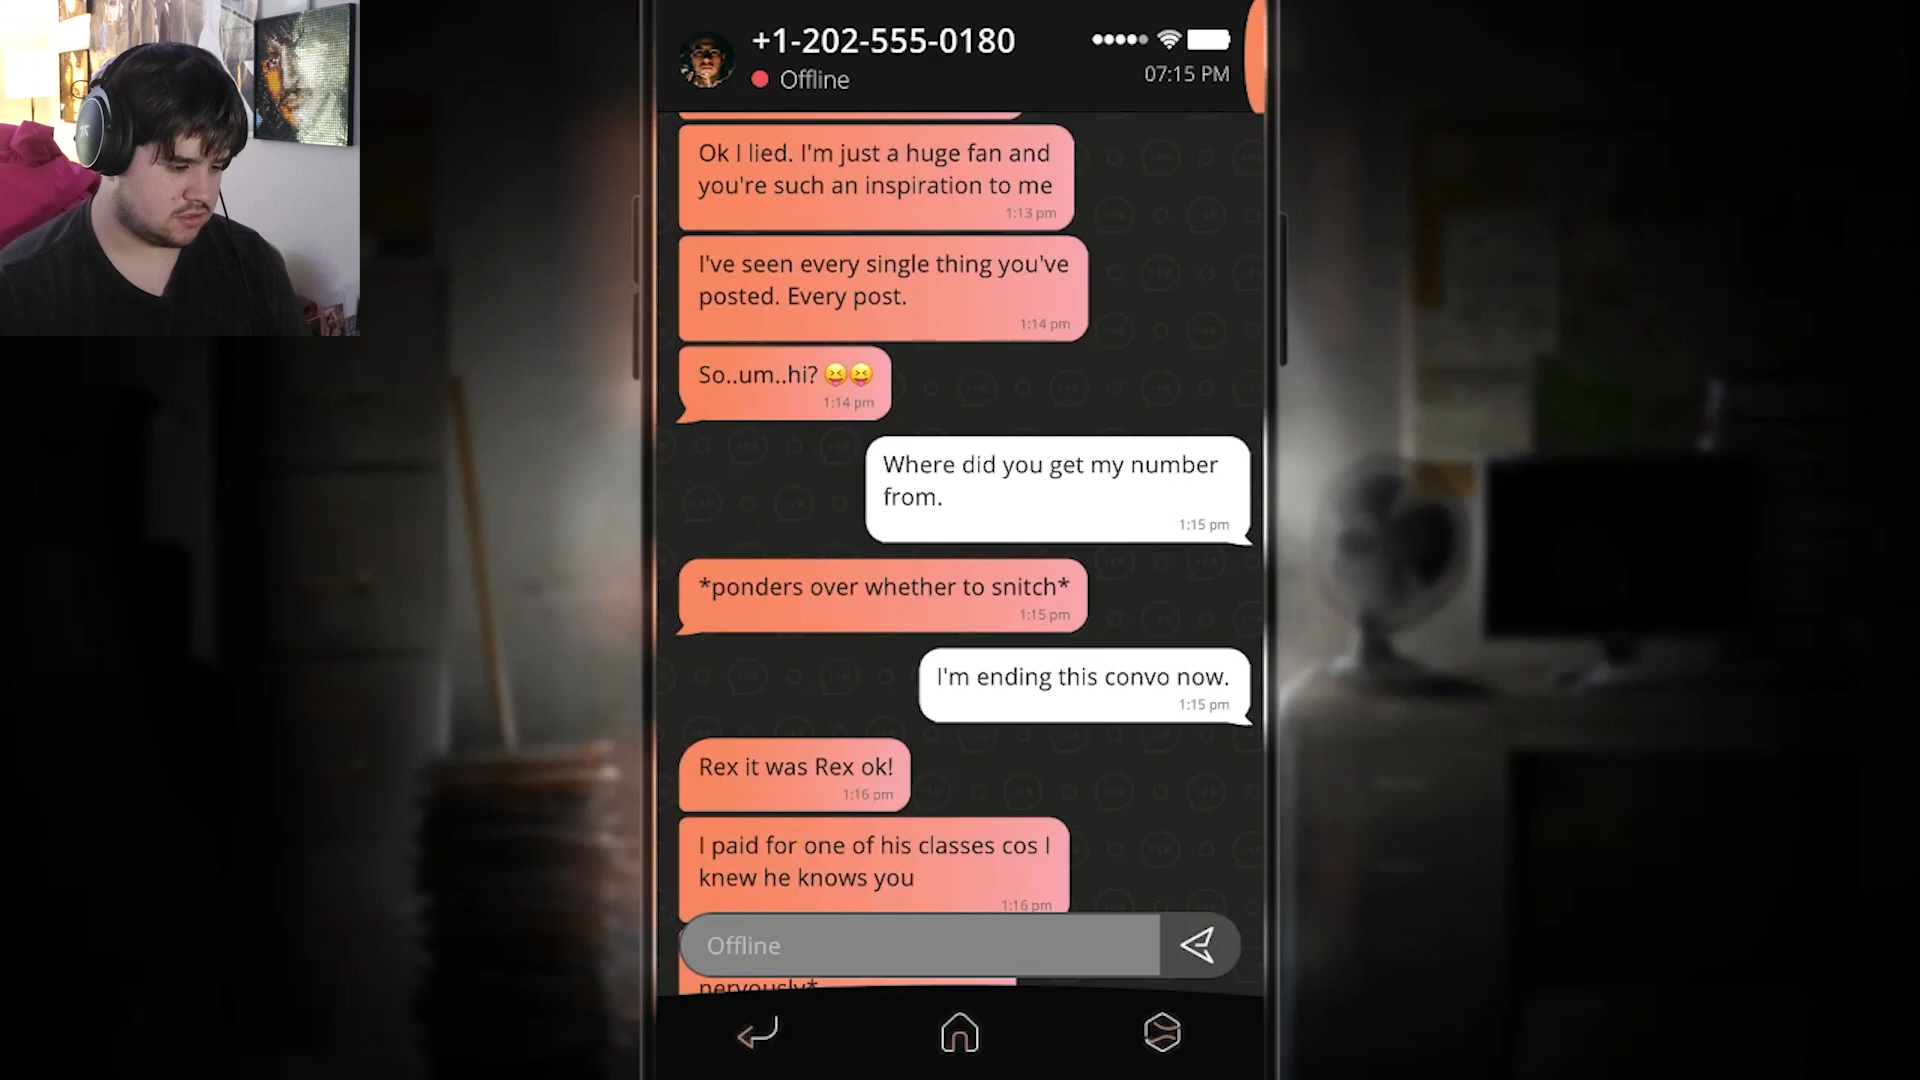 +1-202-555-0180
Offline
07:15 PM
Ok I lied. I'm just a huge fan and
you're such an inspiration to me
1:13 pm
I've seen every single thing you've
posted. Every post.
1:14 pm
So..um..hi? 😝😝
1:14 pm
Where did you get my number
from.
1:15 pm
*ponders over whether to snitch*
1:15 pm
I'm ending this convo now.
1:15 pm
Rex it was Rex ok!
1:16 pm
I paid for one of his classes cos I
knew he knows you
1:16 pm
Offline
nervously*